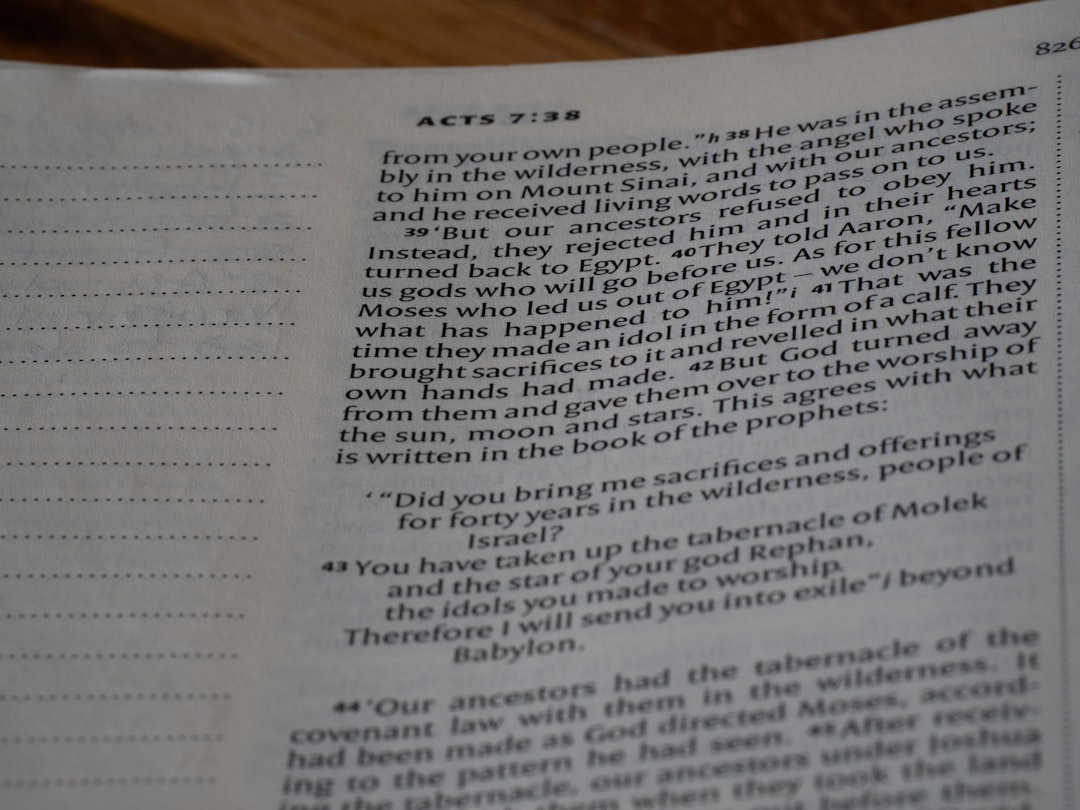 826
ACTS 7:38
from your own people.”h 38 He was in the assem-
bly in the wilderness, with the angel who spoke
to him on Mount Sinai, and with our ancestors;
and he received living words to pass on to us.
39 ‘But our ancestors refused to obey him.
Instead, they rejected him and in their hearts
turned back to Egypt. 40 They told Aaron, “Make
us gods who will go before us. As for this fellow
Moses who led us out of Egypt – we don’t know
what has happened to him!”i 41 That was the
time they made an idol in the form of a calf. They
brought sacrifices to it and revelled in what their
own hands had made. 42 But God turned away
from them and gave them over to the worship of
the sun, moon and stars. This agrees with what
is written in the book of the prophets:
‘ “Did you bring me sacrifices and offerings
for forty years in the wilderness, people of
Israel?
43 You have taken up the tabernacle of Molek
and the star of your god Rephan,
the idols you made to worship.
Therefore I will send you into exile”j beyond
Babylon.
44 ‘Our ancestors had the tabernacle of the
covenant law with them in the wilderness. It
had been made as God directed Moses, accord-
ing to the pattern he had seen. 45 After receiv-
ing the tabernacle, our ancestors under Joshua
them when they took the land
before them.